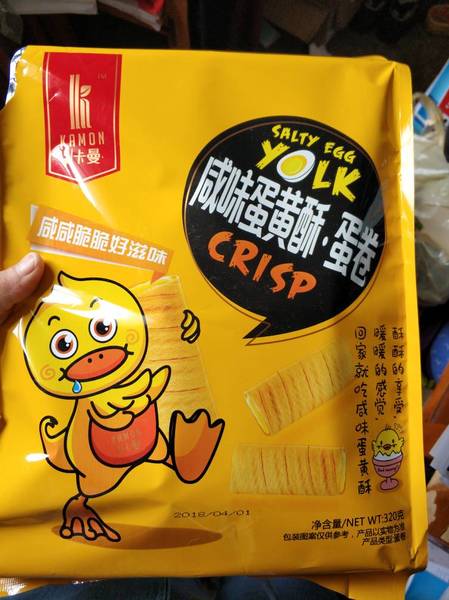 TM
KAMON
卡曼
SALTY EGG
YOLK
咸味蛋黄酥·蛋卷
CRISP
咸咸脆脆好滋味
酥酥的享受
暖暖的感觉
回家就吃咸味蛋黄酥
KAMON
2018/04/01
净含量/NET WT:320克
包装图案仅供参考,产品以实物为准
产品类型:蛋卷